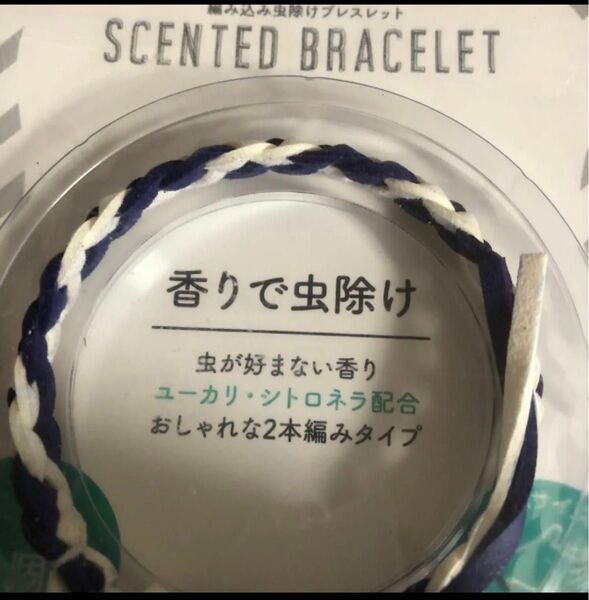 編み込み虫除けブレスレット
SCENTED BRACELET
香りで虫除け
虫が好まない香り
ユーカリ・シトロネラ配合
おしゃれな2本編みタイプ